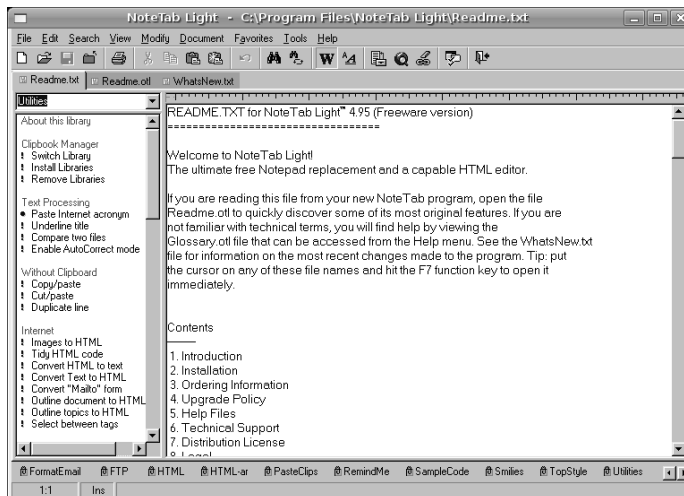 NoteTab Light - C:\Program Files\NoteTab Light\Readme.txt
File Edit Search View Modify Document Favorites Tools Help
Readme.txt Readme.otl WhatsNew.txt
Utilities
About this library
Clipbook Manager
Switch Library
Install Libraries
Remove Libraries
Text Processing
Paste Internet acronym
Underline title
Compare two files
Enable AutoCorrect mode
Without Clipboard
Copy/paste
Cut/paste
Duplicate line
Internet
Images to HTML
Tidy HTML code
Convert HTML to text
Convert Text to HTML
Convert "Mailto" form
Outline document to HTML
Outline topics to HTML
Select between tags
README.TXT for NoteTab Light™ 4.95 (Freeware version)
==================================
Welcome to NoteTab Light!
The ultimate free Notepad replacement and a capable HTML editor.
If you are reading this file from your new NoteTab program, open the file
Readme.otl to quickly discover some of its most original features. If you are
not familiar with technical terms, you will find help by viewing the
Glossary.otl file that can be accessed from the Help menu. See the WhatsNew.txt
file for information on the most recent changes made to the program. Tip: put
the cursor on any of these file names and hit the F7 function key to open it
immediately.
Contents
1. Introduction
2. Installation
3. Ordering Information
4. Upgrade Policy
5. Help Files
6. Technical Support
7. Distribution License
8. Legal
FormatEmail FTP HTML HTML-ar PasteClips RemindMe SampleCode Smilies TopStyle Utilities
1:1 Ins